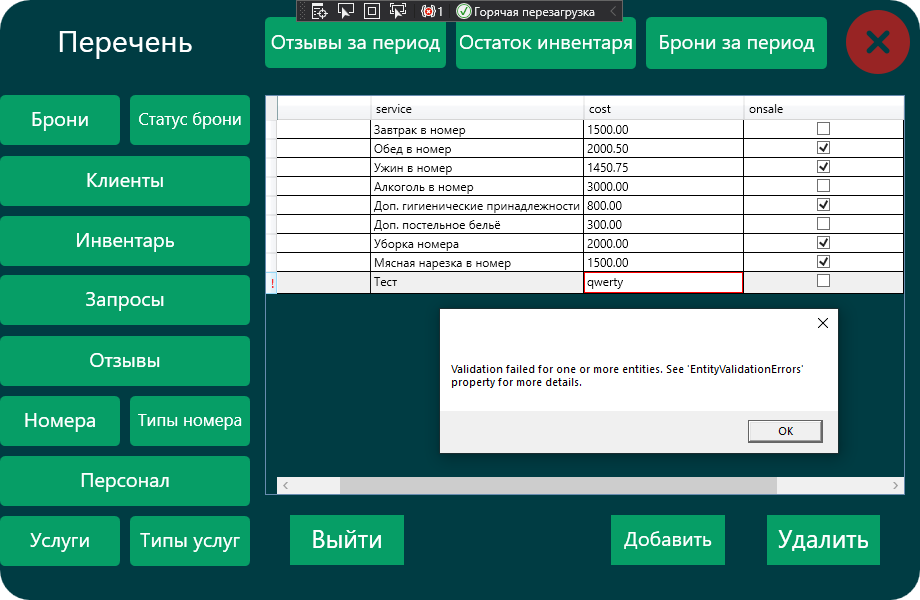 1 Горячая перезагрузка
Перечень
Отзывы за период
Остаток инвентаря
Брони за период
Брони
Статус брони
Клиенты
Инвентарь
Запросы
Отзывы
Номера
Типы номера
Персонал
Услуги
Типы услуг
service cost onsale
Завтрак в номер 1500.00
Обед в номер 2000.50
Ужин в номер 1450.75
Алкоголь в номер 3000.00
Доп. гигиенические принадлежности 800.00
Доп. постельное бельё 300.00
Уборка номера 2000.00
Мясная нарезка в номер 1500.00
! Тест qwerty
Validation failed for one or more entities. See 'EntityValidationErrors'
property for more details.
OK
Выйти
Добавить
Удалить